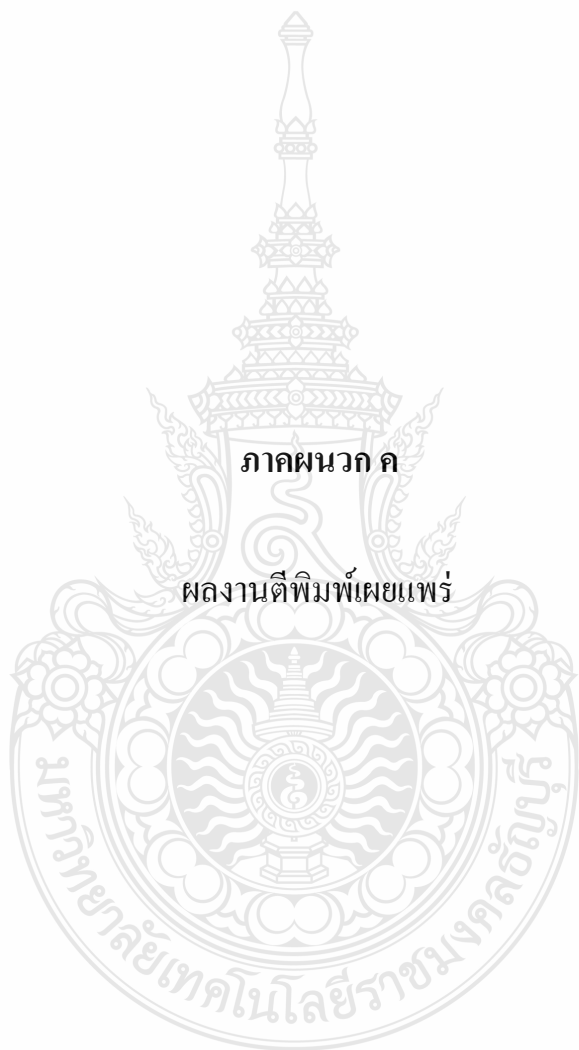 ภาคผนวก ค
ผลงานตีพิมพ์เผยแพร่
มหาวิทยาลัยเทคโนโลยีราชมงคลธัญบุรี